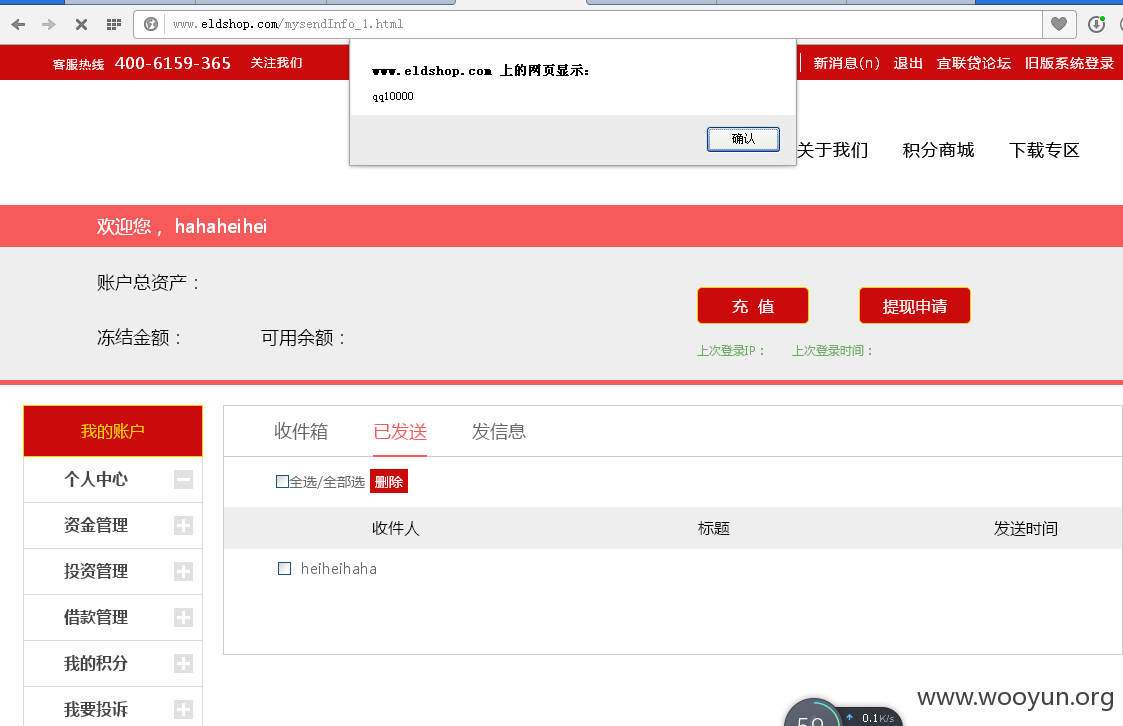 www.eldshop.com/mysendInfo_1.html
客服热线 400-6159-365 关注我们
新消息(n) 退出 宜联贷论坛 旧版系统登录
www.eldshop.com 上的网页显示:
qq10000
确认
关于我们 积分商城 下载专区
欢迎您， hahaheihei
账户总资产：
充 值 提现申请
冻结金额： 可用余额：
上次登录IP： 上次登录时间：
我的账户
个人中心
资金管理
投资管理
借款管理
我的积分
我要投诉
收件箱 已发送 发信息
全选/全部选 删除
收件人 标题 发送时间
heiheihaha
www.wooyun.org
59 0.1K/s